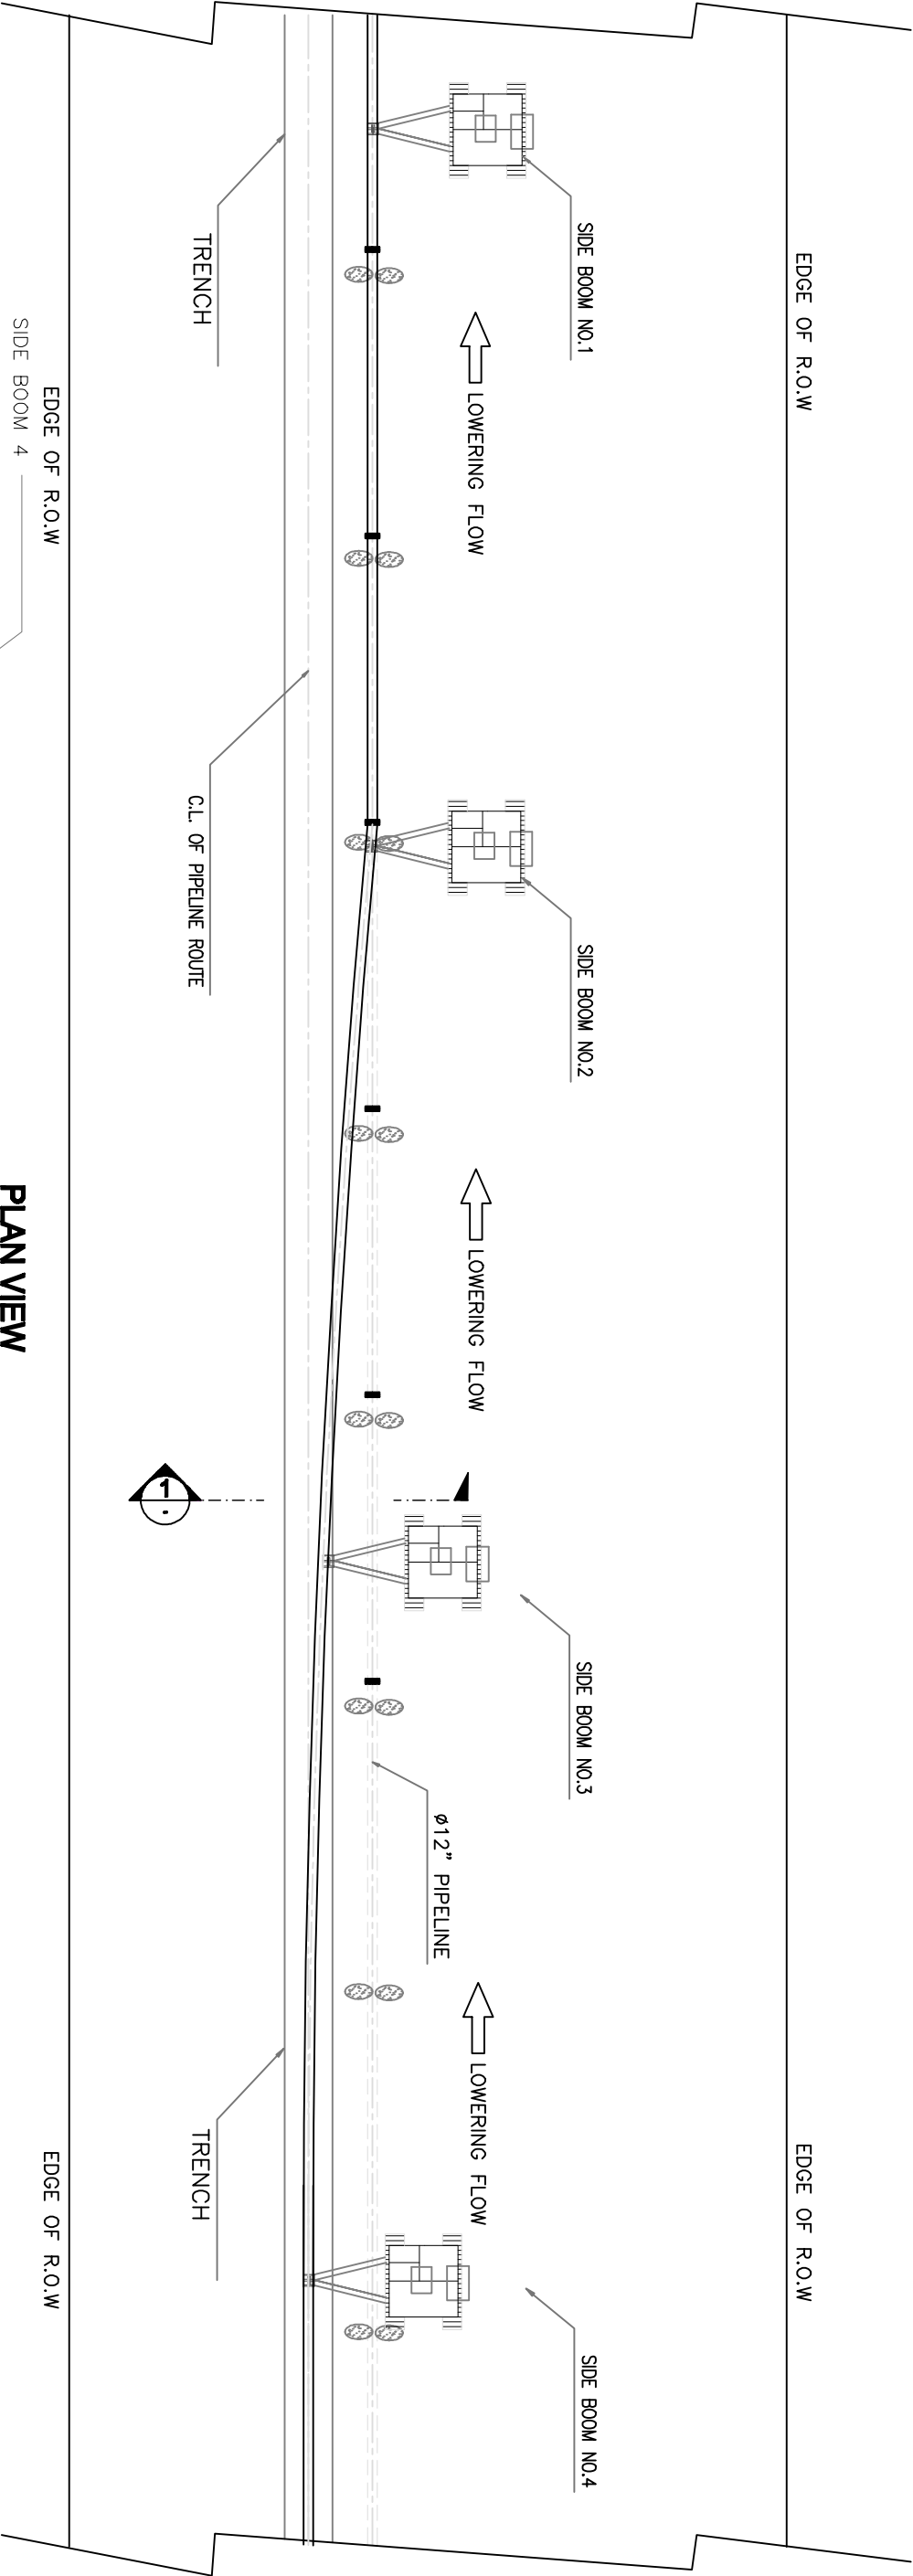 EDGE OF R.O.W
EDGE OF R.O.W
SIDE BOOM NO.1
SIDE BOOM NO.2
SIDE BOOM NO.3
SIDE BOOM NO.4
LOWERING FLOW
LOWERING FLOW
LOWERING FLOW
Ø12" PIPELINE
TRENCH
C.L. OF PIPELINE ROUTE
1
-
TRENCH
EDGE OF R.O.W
EDGE OF R.O.W
SIDE BOOM 4
PLAN VIEW